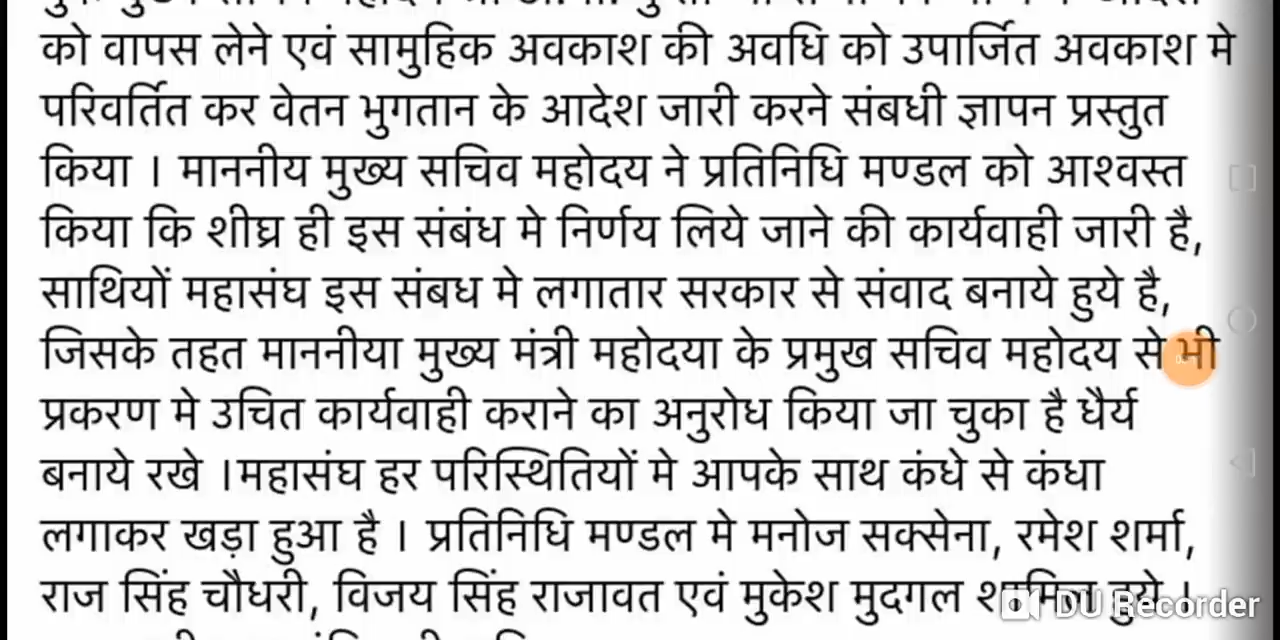 को वापस लेने एवं सामुहिक अवकाश की अवधि को उपार्जित अवकाश मे
परिवर्तित कर वेतन भुगतान के आदेश जारी करने संबधी ज्ञापन प्रस्तुत
किया । माननीय मुख्य सचिव महोदय ने प्रतिनिधि मण्डल को आश्वस्त
किया कि शीघ्र ही इस संबंध मे निर्णय लिये जाने की कार्यवाही जारी है,
साथियों महासंघ इस संबध मे लगातार सरकार से संवाद बनाये हुये है,
जिसके तहत माननीया मुख्य मंत्री महोदया के प्रमुख सचिव महोदय से भी
प्रकरण मे उचित कार्यवाही कराने का अनुरोध किया जा चुका है धैर्य
बनाये रखे ।महासंघ हर परिस्थितियों मे आपके साथ कंधे से कंधा
लगाकर खड़ा हुआ है । प्रतिनिधि मण्डल मे मनोज सक्सेना, रमेश शर्मा,
राज सिंह चौधरी, विजय सिंह राजावत एवं मुकेश मुदगल शामिल हुये ।
DU Recorder